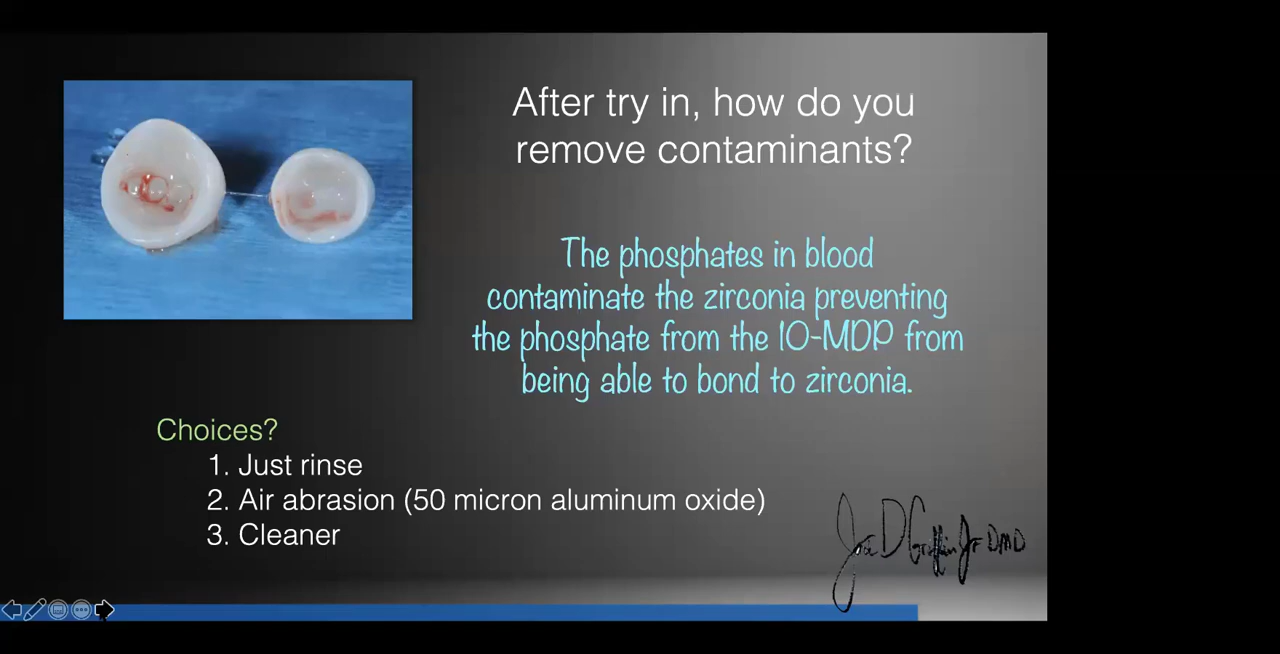 After try in, how do you
remove contaminants?
The phosphates in blood
contaminate the zirconia preventing
the phosphate from the 10-MDP from
being able to bond to zirconia.
Choices?
1. Just rinse
2. Air abrasion (50 micron aluminum oxide)
3. Cleaner
D Griffin Jr DMD